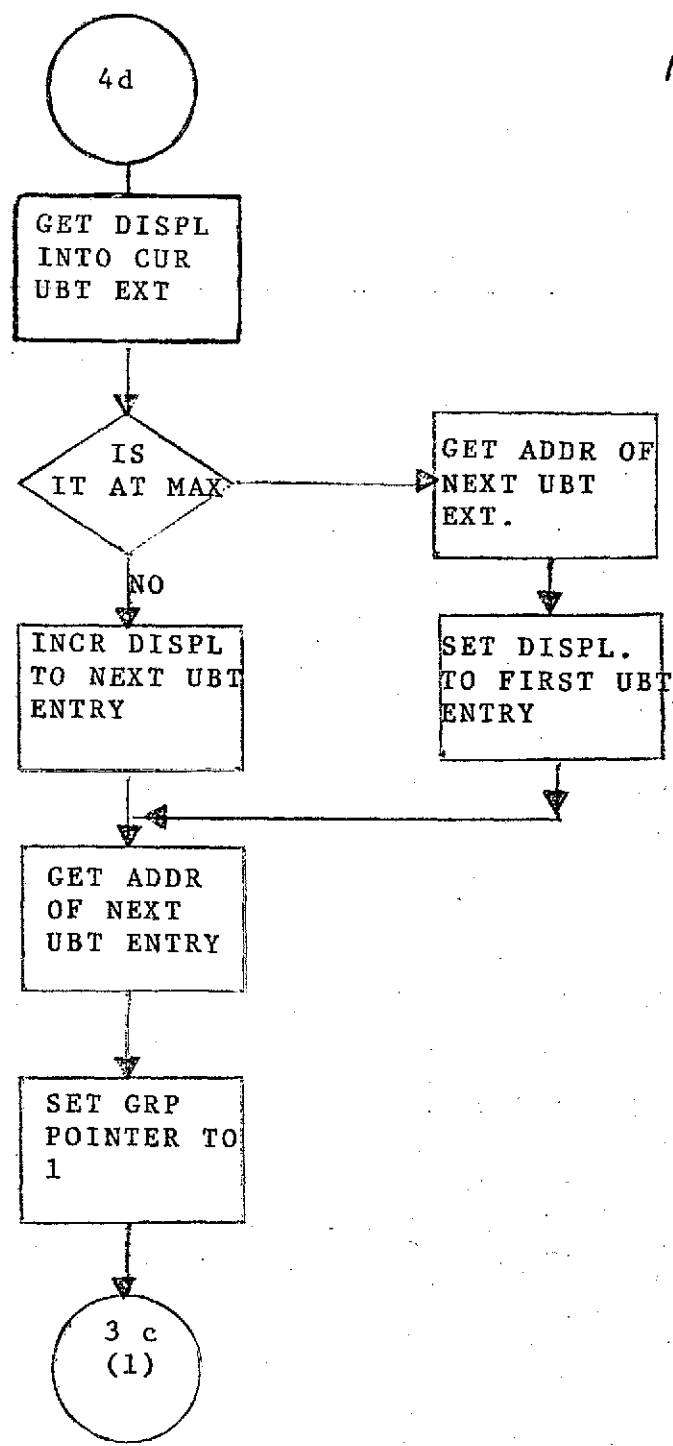 4d
GET DISPL
INTO CUR
UBT EXT
IS
IT AT MAX
GET ADDR OF
NEXT UBT
EXT.
NO
INCR DISPL
TO NEXT UBT
ENTRY
SET DISPL.
TO FIRST UBT
ENTRY
GET ADDR
OF NEXT
UBT ENTRY
SET GRP
POINTER TO
1
3 c
(1)